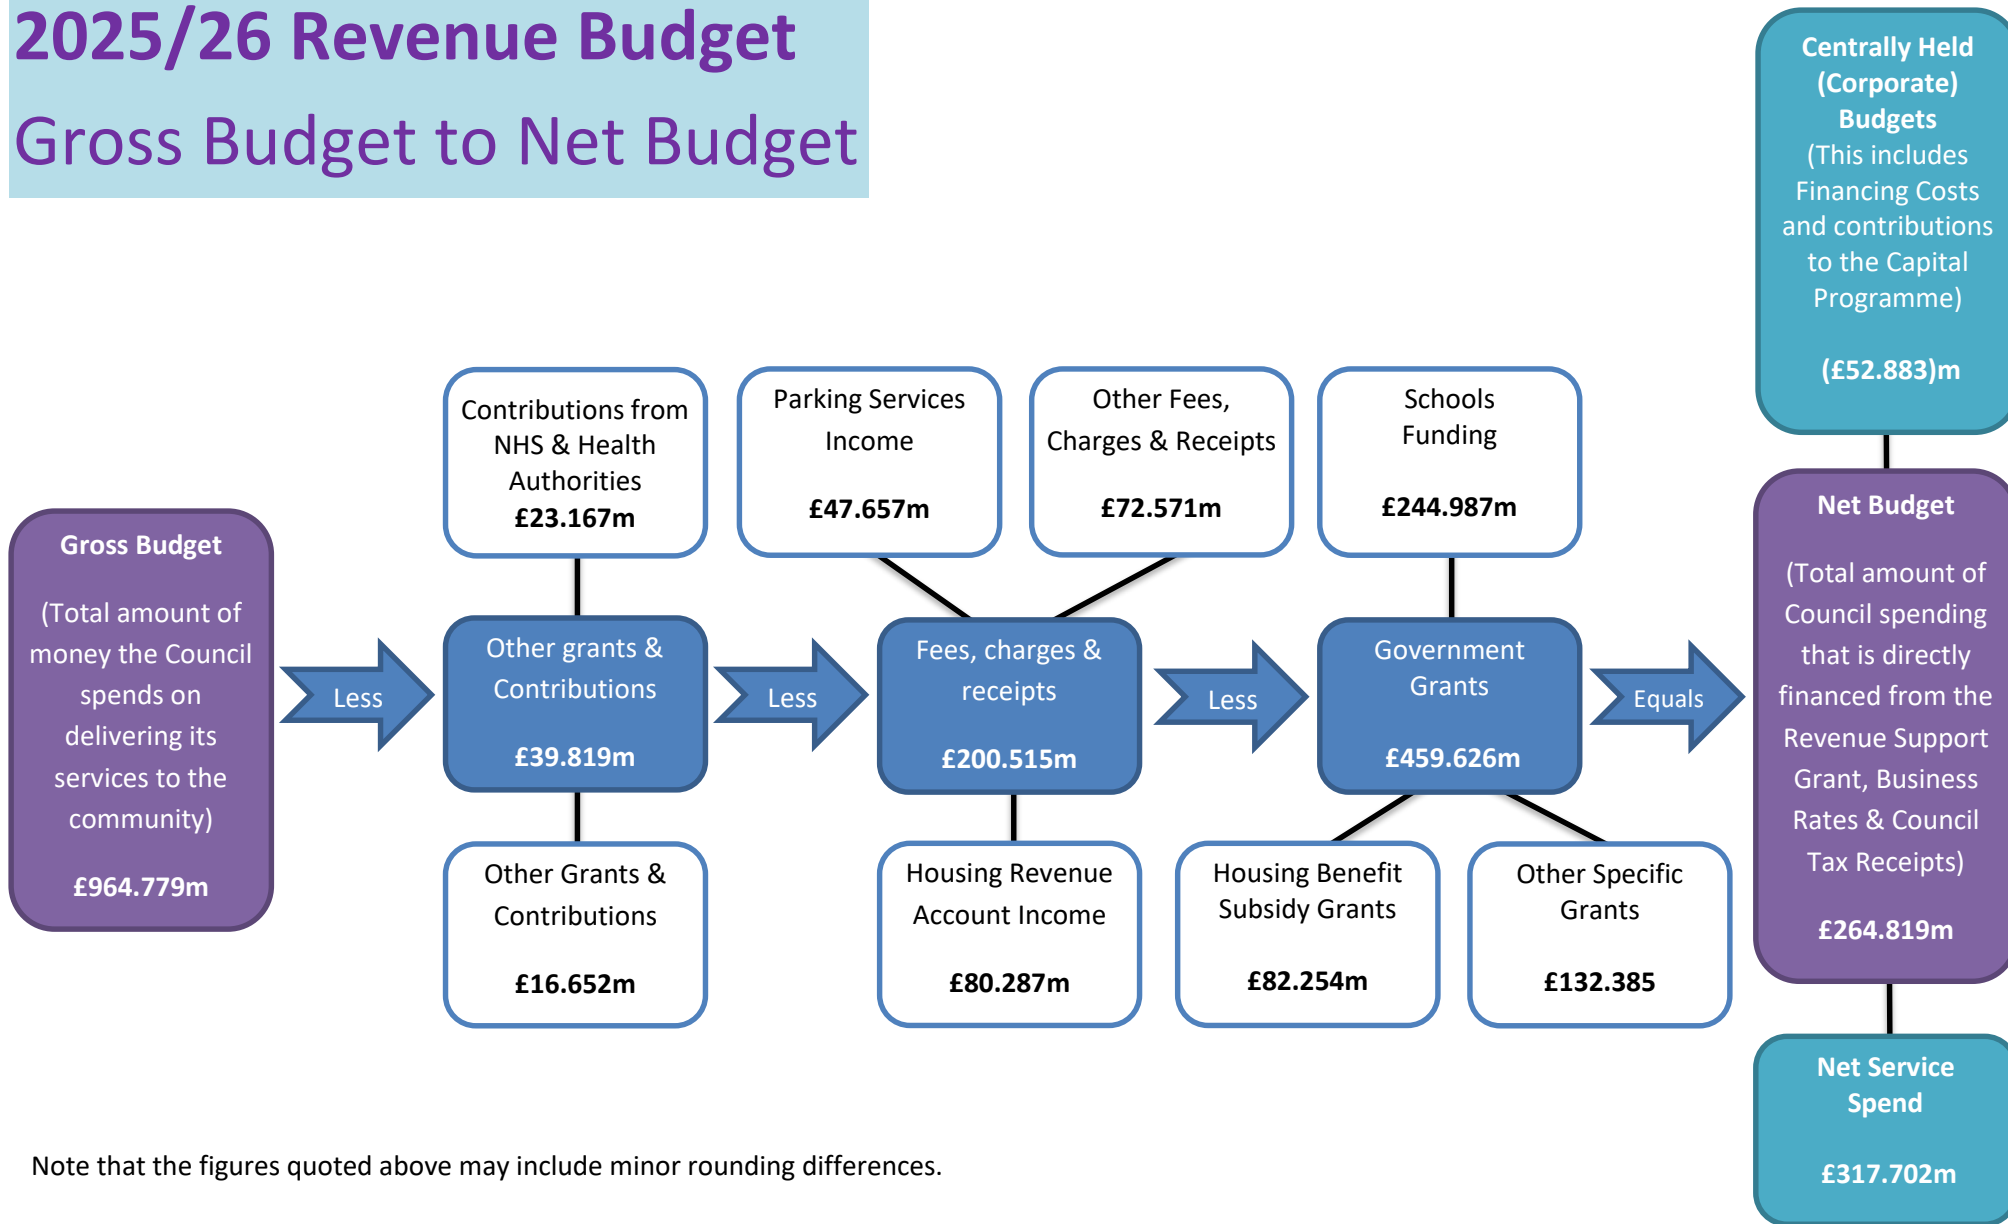 2025/26 Revenue Budget
Gross Budget to Net Budget
Gross Budget
(Total amount of
money the Council
spends on
delivering its
services to the
community)
£964.779m
Less
Contributions from
NHS & Health
Authorities
£23.167m
Other grants &
Contributions
£39.819m
Other Grants &
Contributions
£16.652m
Less
Parking Services
Income
£47.657m
Other Fees,
Charges & Receipts
£72.571m
Fees, charges &
receipts
£200.515m
Housing Revenue
Account Income
£80.287m
Less
Schools
Funding
£244.987m
Government
Grants
£459.626m
Housing Benefit
Subsidy Grants
£82.254m
Other Specific
Grants
£132.385
Equals
Centrally Held
(Corporate)
Budgets
(This includes
Financing Costs
and contributions
to the Capital
Programme)
(£52.883)m
Net Budget
(Total amount of
Council spending
that is directly
financed from the
Revenue Support
Grant, Business
Rates & Council
Tax Receipts)
£264.819m
Net Service
Spend
£317.702m
Note that the figures quoted above may include minor rounding differences.